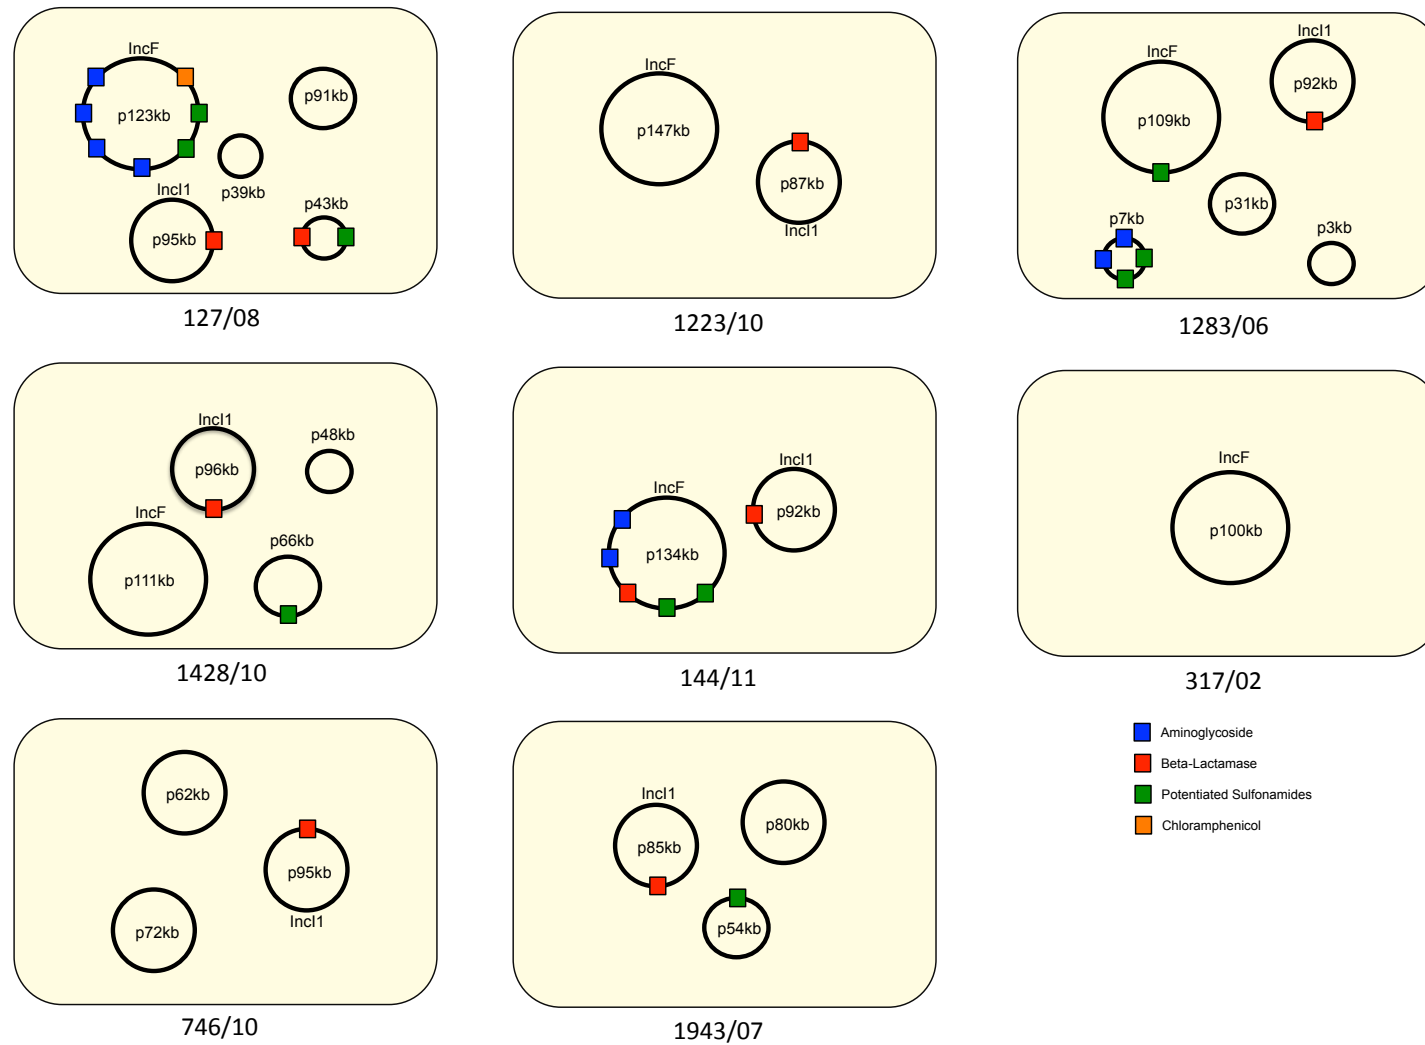 IncF
p123kb
p91kb
p39kb
IncI1
p95kb
p43kb
127/08
IncF
p147kb
p87kb
IncI1
1223/10
IncF
p109kb
IncI1
p92kb
p31kb
p7kb
p3kb
1283/06
IncI1
p96kb
p48kb
IncF
p111kb
p66kb
1428/10
IncF
p134kb
IncI1
p92kb
144/11
IncF
p100kb
317/02
p62kb
p95kb
IncI1
p72kb
746/10
IncI1
p85kb
p80kb
p54kb
1943/07
Aminoglycoside
Beta-Lactamase
Potentiated Sulfonamides
Chloramphenicol